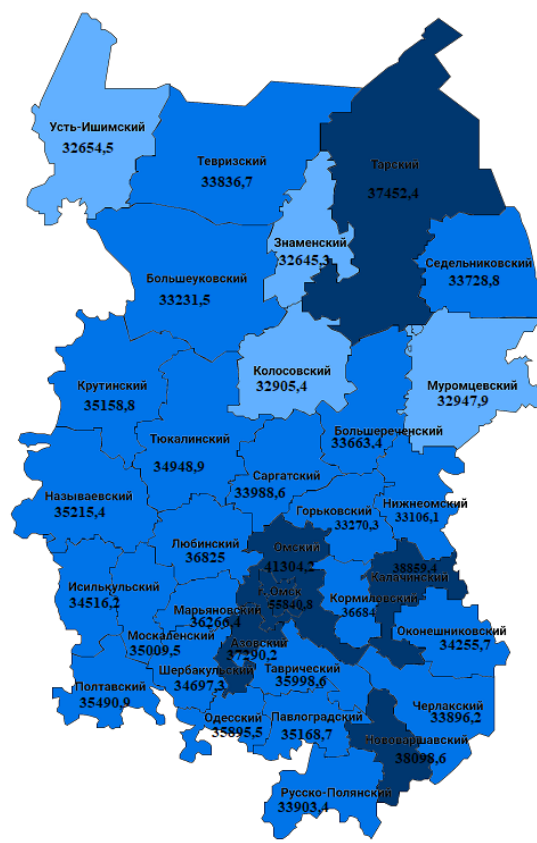 Усть-Ишимский
32654,5
Тевризский
33836,7
Тарский
37452,4
Знаменский
32645,3
Седельниковский
33728,8
Большеуковский
33231,5
Колосовский
32905,4
Крутинский
35158,8
Муромцевский
32947,9
Большереченский
33663,4
Тюкалинский
34948,9
Саргатский
33988,6
Называевский
35215,4
Горьковский
33270,3
Нижнеомский
33106,1
Любинский
36825
Омский
41304,2
38859,4
Калачинский
Исилькульский
34516,2
г.Омск
55840,8
Кормиловский
36684
Марьяновский
36266,4
Москаленский
35009,5
Азовский
37290,2
Оконешниковский
34255,7
Шербакульский
34697,3
Таврический
35998,6
Полтавский
35490,9
Одесский
35895,5
Павлоградский
35168,7
Черлакский
33896,2
Нововаршавский
38098,6
Русско-Полянский
33903,4